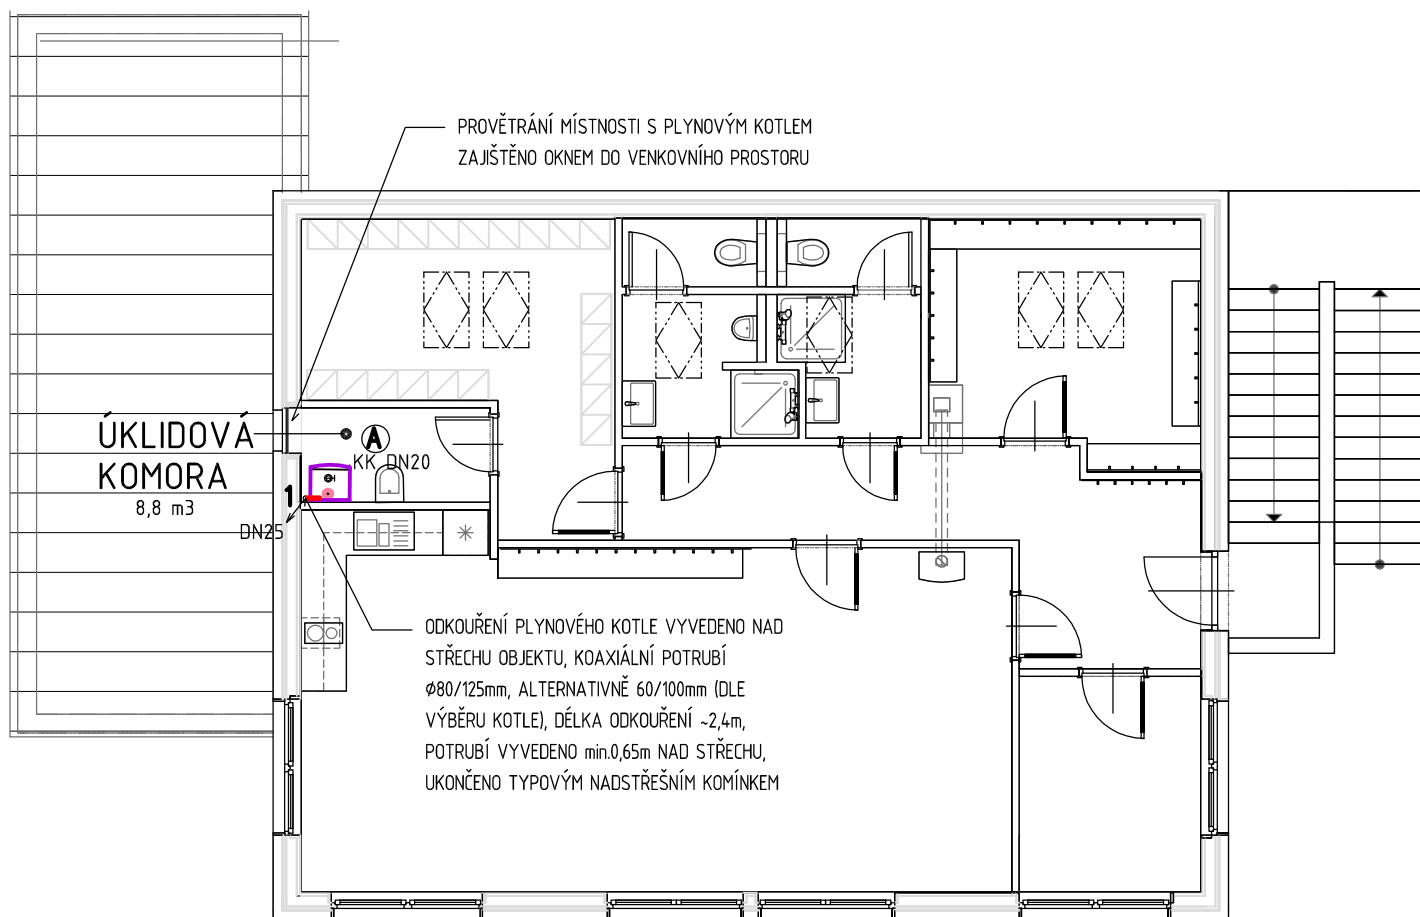 PROVĚTRÁNÍ MÍSTNOSTI S PLYNOVÝM KOTLEM
ZAJIŠTĚNO OKNEM DO VENKOVNÍHO PROSTORU
ÚKLIDOVÁ
KOMORA
8,8 m3
A
KK DN20
1
DN25
ODKOUŘENÍ PLYNOVÉHO KOTLE VYVEDENO NAD
STŘECHU OBJEKTU, KOAXIÁLNÍ POTRUBÍ
Ø80/125mm, ALTERNATIVNĚ 60/100mm (DLE
VÝBĚRU KOTLE), DÉLKA ODKOUŘENÍ ~2,4m,
POTRUBÍ VYVEDENO min.0,65m NAD STŘECHU,
UKONČENO TYPOVÝM NADSTŘEŠNÍM KOMÍNKEM